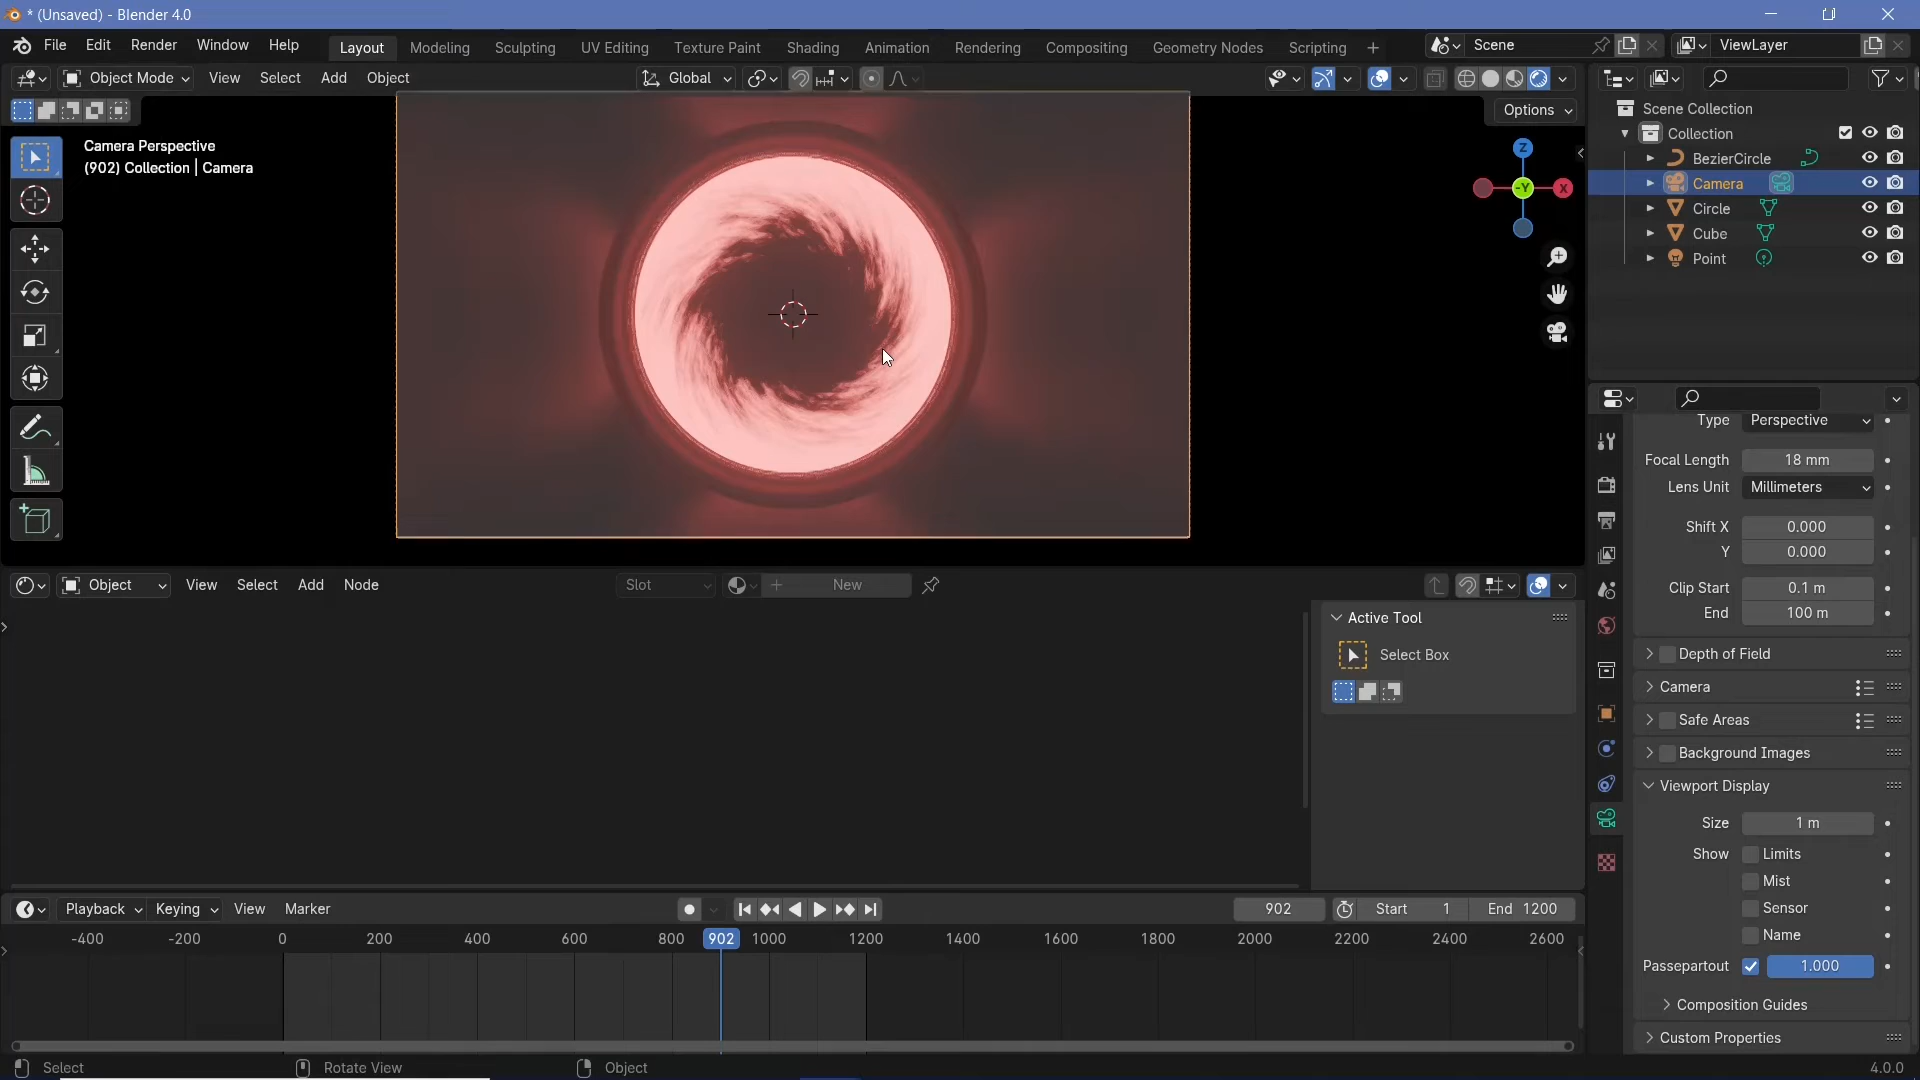 * (Unsaved) - Blender 4.0
File Edit Render Window Help
Layout Modeling Sculpting UV Editing Texture Paint Shading Animation Rendering Compositing Geometry Nodes Scripting +
Scene
ViewLayer
Object Mode View Select Add Object
Global
Options
Camera Perspective
(902) Collection | Camera
Z
-Y
X
Scene Collection
Collection
BezierCircle
Camera
Circle
Cube
Point
Type Perspective
Focal Length 18 mm
Lens Unit Millimeters
Shift X 0.000
Y 0.000
Clip Start 0.1 m
End 100 m
Depth of Field
Camera
Safe Areas
Background Images
Viewport Display
Size 1 m
Show Limits
Mist
Sensor
Name
Passepartout 1.000
Composition Guides
Custom Properties
Object View Select Add Node
Slot
New
Active Tool
Select Box
Playback Keying View Marker
902
Start 1
End 1200
-400 -200 0 200 400 600 800 902 1000 1200 1400 1600 1800 2000 2200 2400 2600
Select
Rotate View
Object
4.0.0